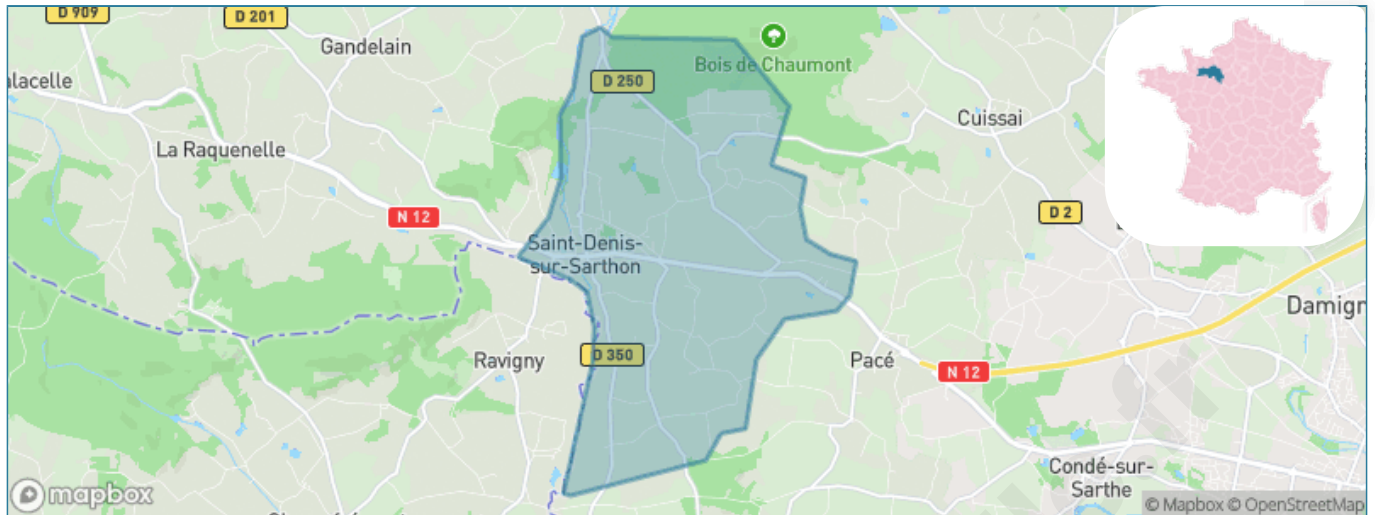 D 909
D 201
Gandelain
Bois de Chaumont
D 250
alacelle
Cuissai
La Raquenelle
N 12
D 2
Saint-Denis-
sur-Sarthon
Damign
D 350
Ravigny
Pacé
N 12
Condé-sur-
Sarthe
mapbox
© Mapbox © OpenStreetMap